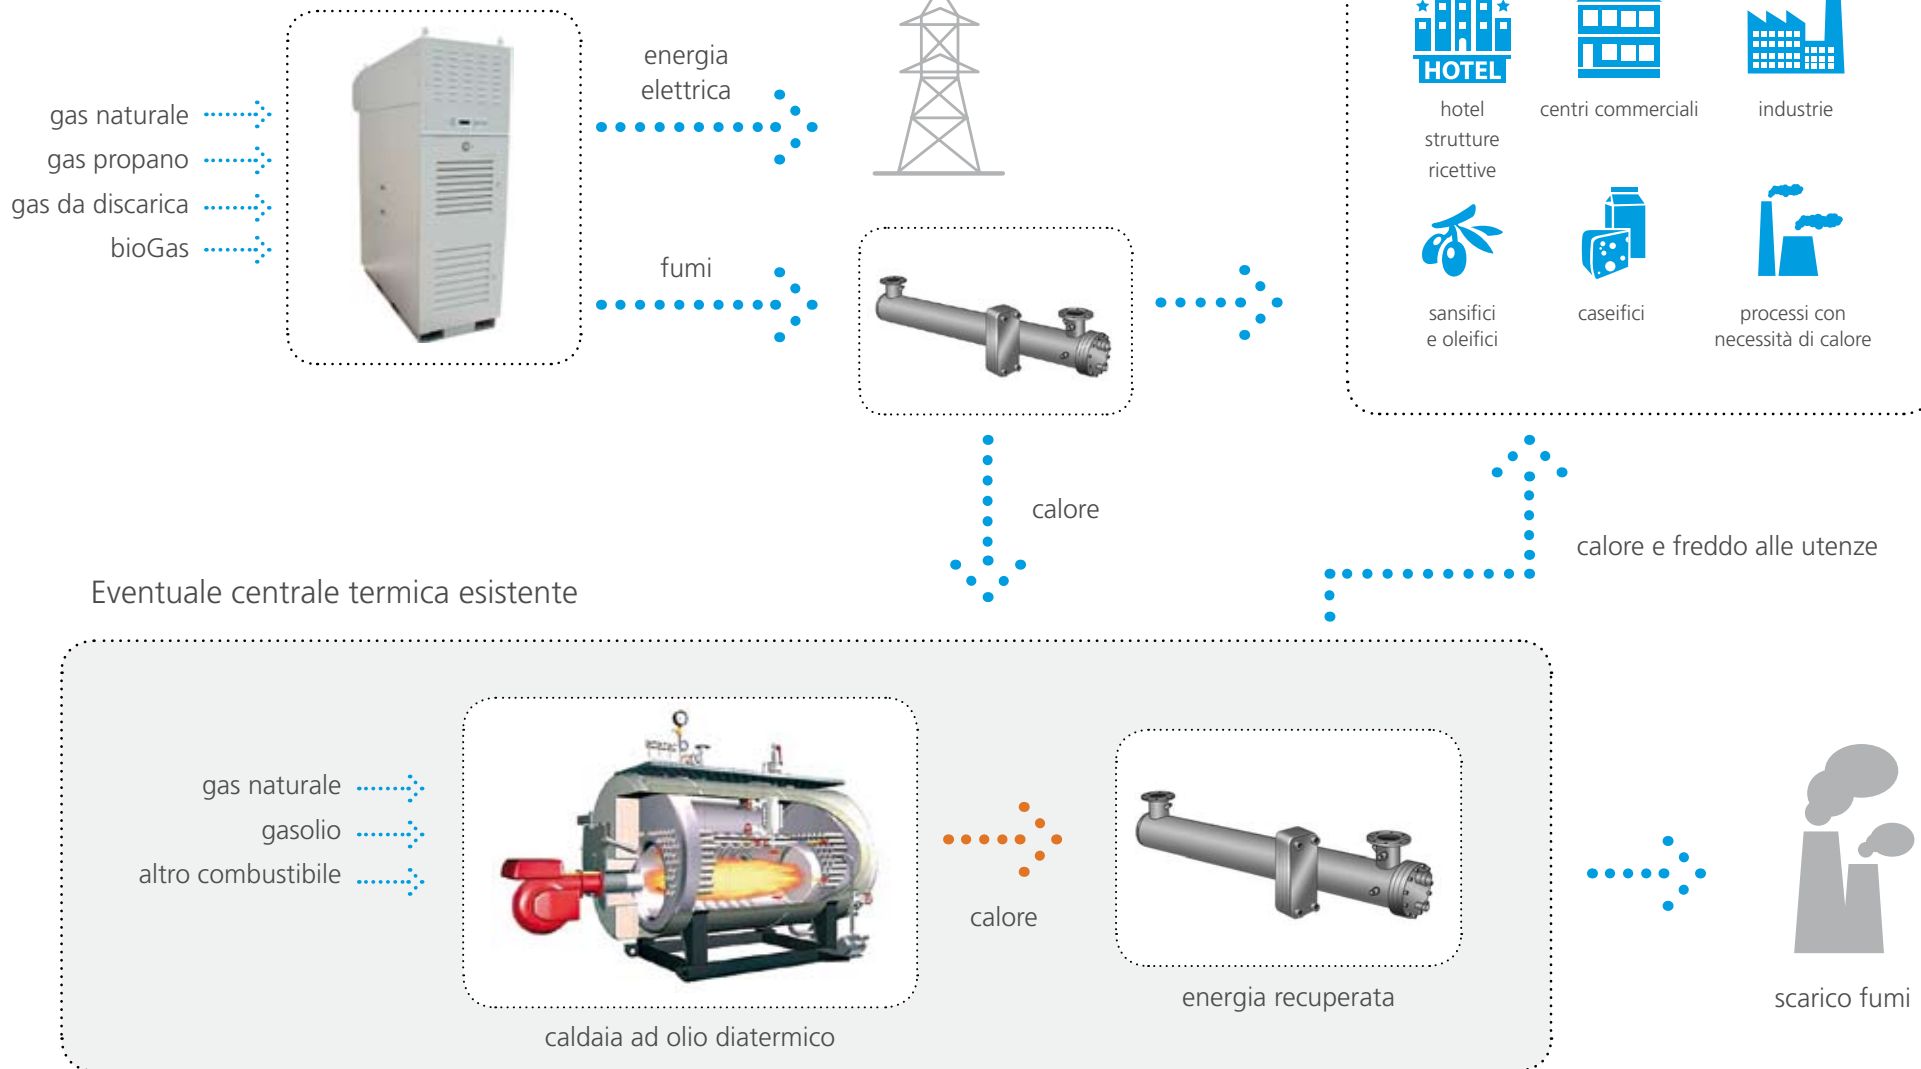 energia
elettrica
gas naturale
gas propano
gas da discarica
bioGas
fumi
HOTEL
hotel
strutture
ricettive
centri commerciali
industrie
sansifici
e oleifici
caseifici
processi con
necessità di calore
calore
calore e freddo alle utenze
Eventuale centrale termica esistente
gas naturale
gasolio
altro combustibile
caldaia ad olio diatermico
calore
energia recuperata
scarico fumi